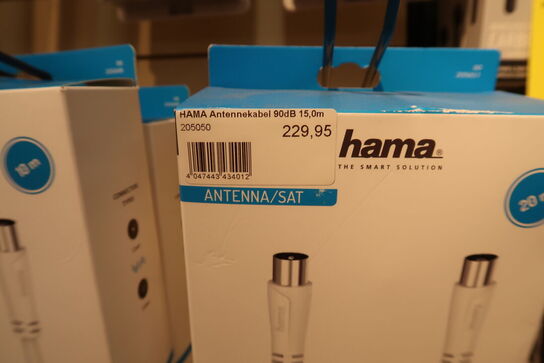 HAMA Antennekabel 90dB 15,0m
205050
229,95
4 047443 434012
hama®
THE SMART SOLUTION
ANTENNA/SAT
10 m
20